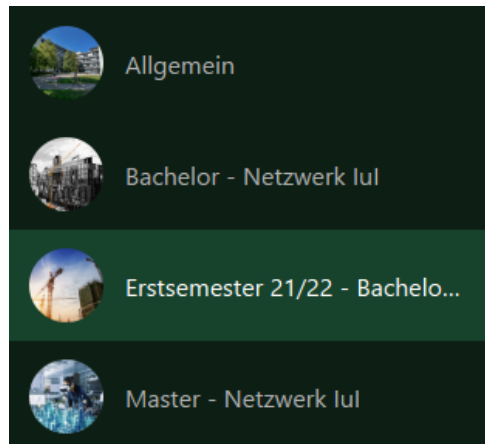 Allgemein
Bachelor - Netzwerk IuI
Erstsemester 21/22 - Bachelo...
Master - Netzwerk IuI